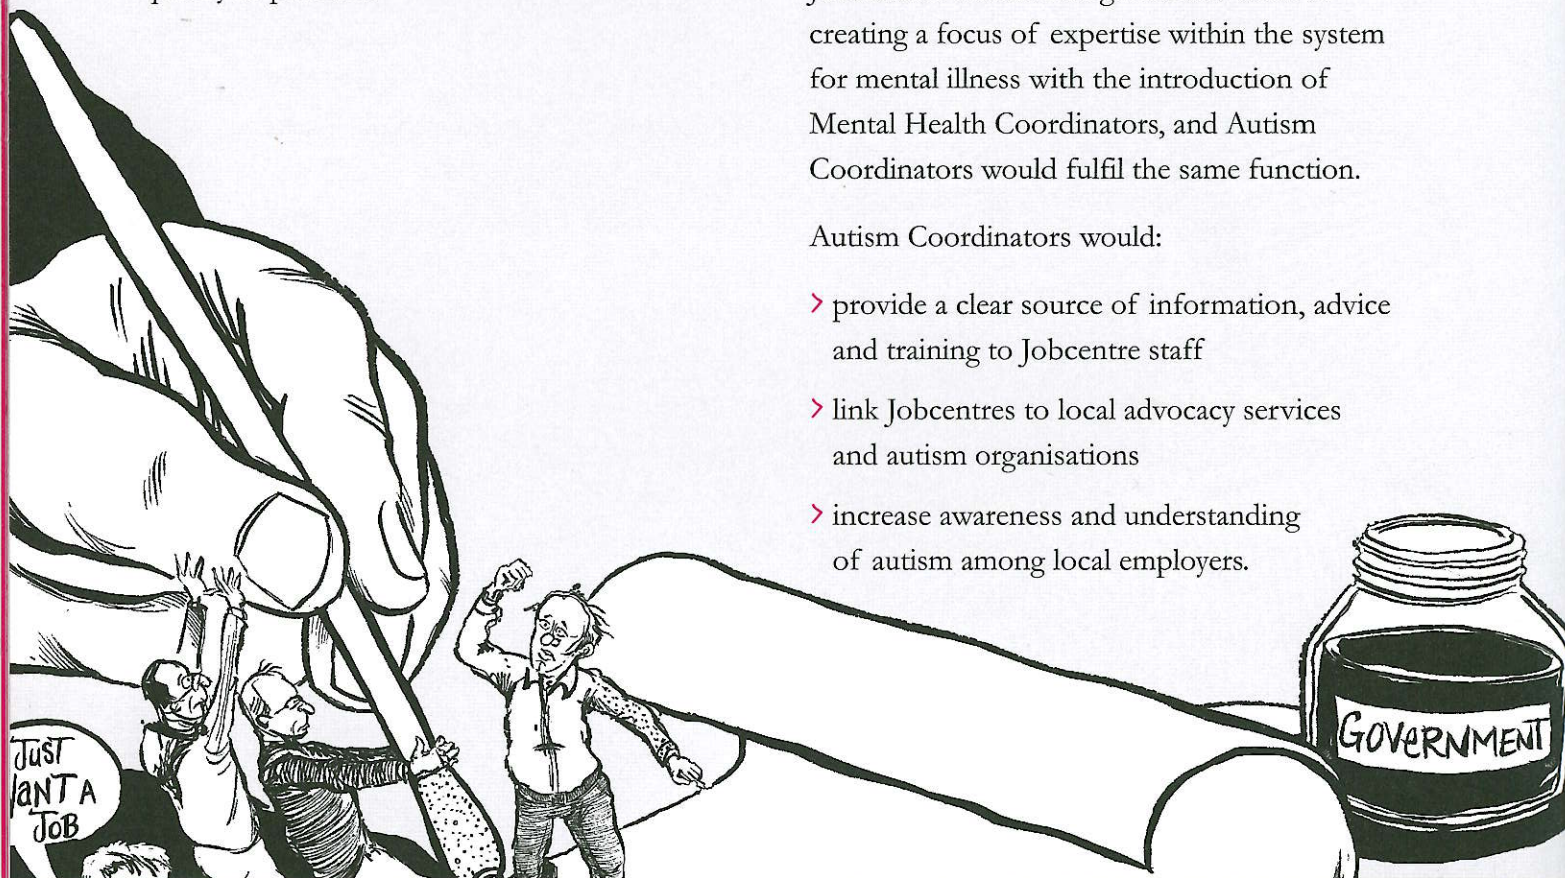 creating a focus of expertise within the system
for mental illness with the introduction of
Mental Health Coordinators, and Autism
Coordinators would fulfil the same function.
Autism Coordinators would:
> provide a clear source of information, advice
and training to Jobcentre staff
> link Jobcentres to local advocacy services
and autism organisations
> increase awareness and understanding
of autism among local employers.
GOVERNMENT
JUST
WANT A
JOB